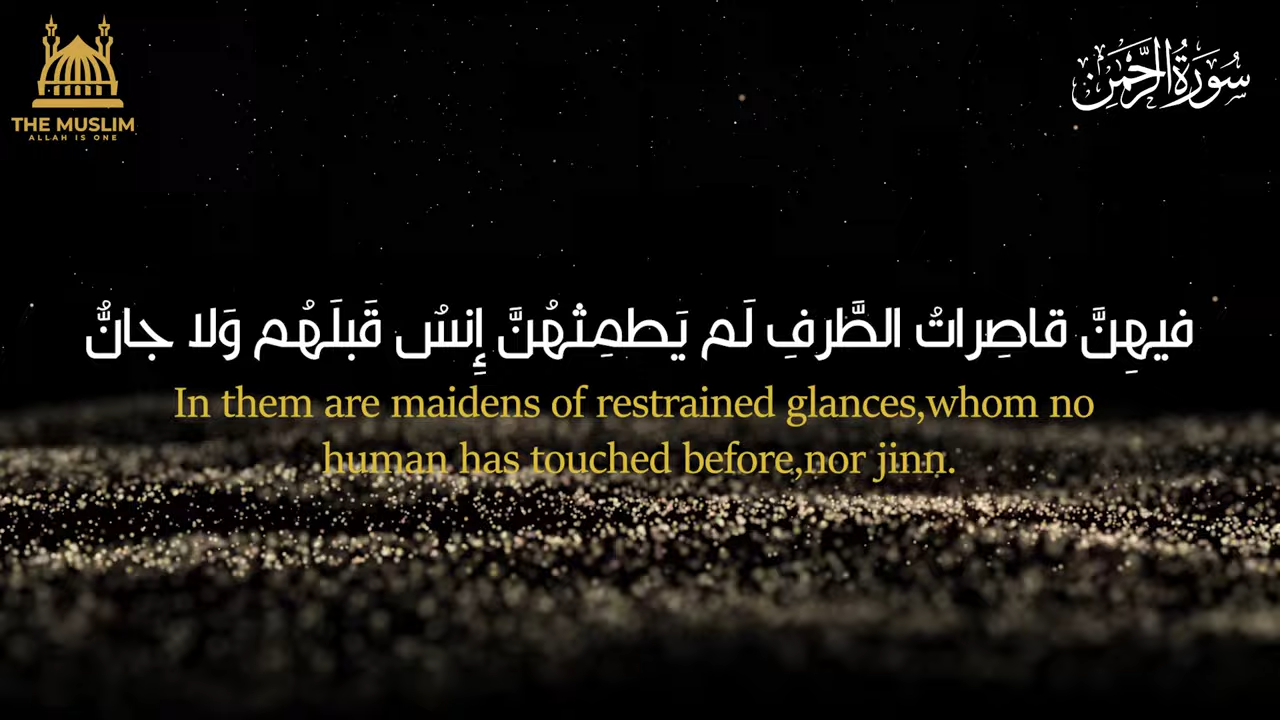 THE MUSLIM
ALLAH IS ONE
سُورَةُ الرَّحْمٰن
فيهِنَّ قاصِراتُ الطَّرفِ لَم يَطمِثهُنَّ إِنسٌ قَبلَهُم وَلا جانٌّ
In them are maidens of restrained glances,whom no
human has touched before,nor jinn.